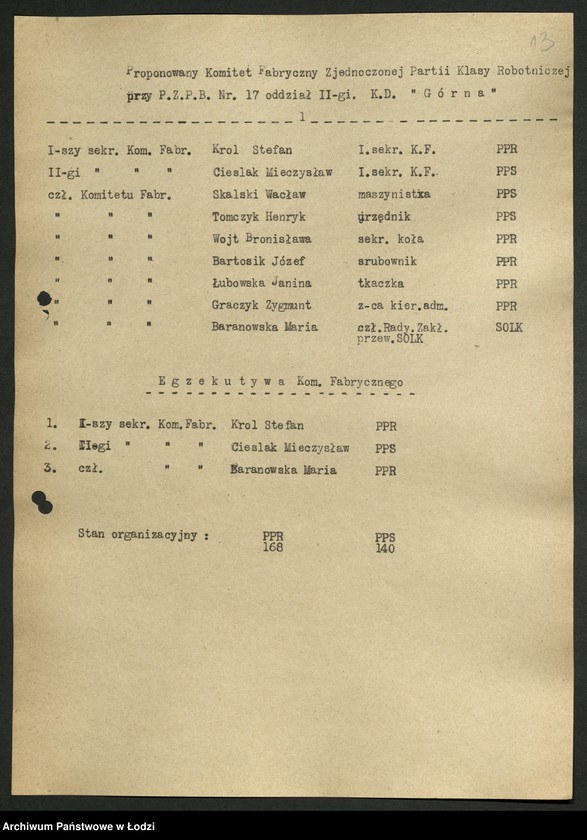 13
Proponowany Komitet Fabryczny Zjednoczonej Partii Klasy Robotniczej
przy P.Z.P.B. Nr. 17 oddział II-gi. K.D. " G ó r n a "
1
I-szy sekr. Kom. Fabr. Krol Stefan I.sekr. K.F. PPR
II-gi " " " Cieslak Mieczysław I.sekr. K.F. PPS
czł. Komitetu Fabr. Skalski Wacław maszynistxa PPS
" " " Tomczyk Henryk urzędnik PPS
" " " Wojt Bronisława sekr. koła PPR
" " " Bartosik Józef srubownik PPR
" " " Łubowska Janina tkaczka PPR
" " " Graczyk Zygmunt z-ca kier.adm. PPR
" " " Baranowska Maria czł.Rady.Zakł. SOLK
przew.SOLK
E g z e k u t y w a Kom. Fabrycznego
1. I-szy sekr. Kom.Fabr. Krol Stefan PPR
2. II-gi " " " Cieslak Mieczysław PPS
3. czł. " " Baranowska Maria PPR
Stan organizacyjny : PPR PPS
168 140
Archiwum Państwowe w Łodzi